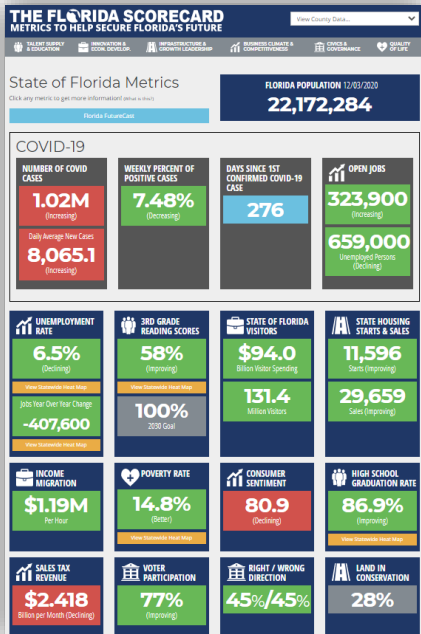 THE FLORIDA SCORECARD
METRICS TO HELP SECURE FLORIDA'S FUTURE
View County Data...
TALENT SUPPLY & EDUCATION
INNOVATION & ECON. DEVELOP.
INFRASTRUCTURE & GROWTH LEADERSHIP
BUSINESS CLIMATE & COMPETITIVENESS
CIVICS & GOVERNANCE
QUALITY OF LIFE
State of Florida Metrics
Click any metric to get more information! (What is this?)
Florida FutureCast
FLORIDA POPULATION 12/03/2020
22,172,284
COVID-19
NUMBER OF COVID
CASES
1.02M
(Increasing)
Daily Average New Cases
8,065.1
(Increasing)
WEEKLY PERCENT OF
POSITIVE CASES
7.48%
(Decreasing)
DAYS SINCE 1ST
CONFIRMED COVID-19
CASE
276
OPEN JOBS
323,900
(Increasing)
659,000
Unemployed Persons
(Declining)
UNEMPLOYMENT
RATE
6.5%
(Declining)
View Statewide Heat Map
Jobs Year Over Year Change
-407,600
View Statewide Heat Map
3RD GRADE
READING SCORES
58%
(Improving)
View Statewide Heat Map
100%
2030 Goal
STATE OF FLORIDA
VISITORS
$94.0
Billion Visitor Spending
131.4
Million Visitors
STATE HOUSING
STARTS & SALES
11,596
Starts (Improving)
29,659
Sales (Improving)
INCOME
MIGRATION
$1.19M
Per Hour
POVERTY RATE
14.8%
(Better)
View Statewide Heat Map
CONSUMER
SENTIMENT
80.9
(Declining)
HIGH SCHOOL
GRADUATION RATE
86.9%
(Improving)
View Statewide Heat Map
SALES TAX
REVENUE
$2.418
Billion per Month (Declining)
VOTER
PARTICIPATION
77%
(Improving)
RIGHT / WRONG
DIRECTION
45%/45%
LAND IN
CONSERVATION
28%